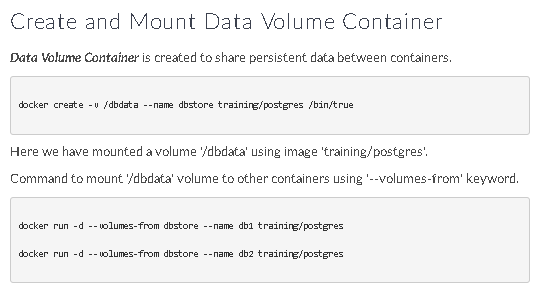 Create and Mount Data Volume Container
Data Volume Container is created to share persistent data between containers.
docker create -v /dbdata --name dbstore training/postgres /bin/true
Here we have mounted a volume '/dbdata' using image 'training/postgres'.
Command to mount '/dbdata' volume to other containers using '--volumes-from' keyword.
docker run -d --volumes-from dbstore --name db1 training/postgres
docker run -d --volumes-from dbstore --name db2 training/postgres